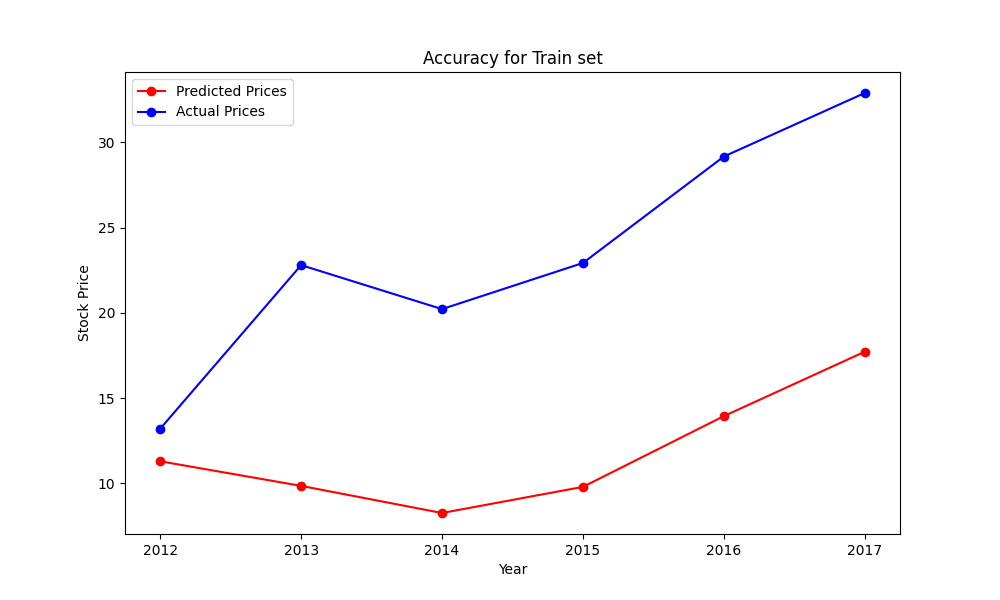 Accuracy for Train set
Predicted Prices
Actual Prices
30
25
20
15
10
Stock Price
2012 2013 2014 2015 2016 2017
Year